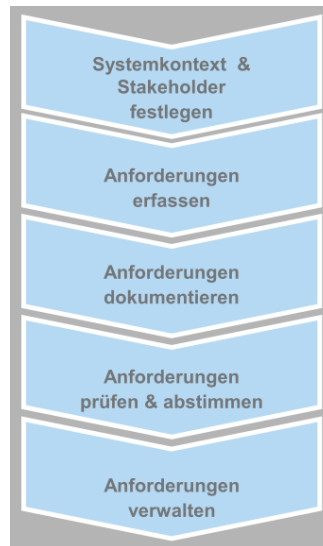 Systemkontext &
Stakeholder
festlegen
Anforderungen
erfassen
Anforderungen
dokumentieren
Anforderungen
prüfen & abstimmen
Anforderungen
verwalten